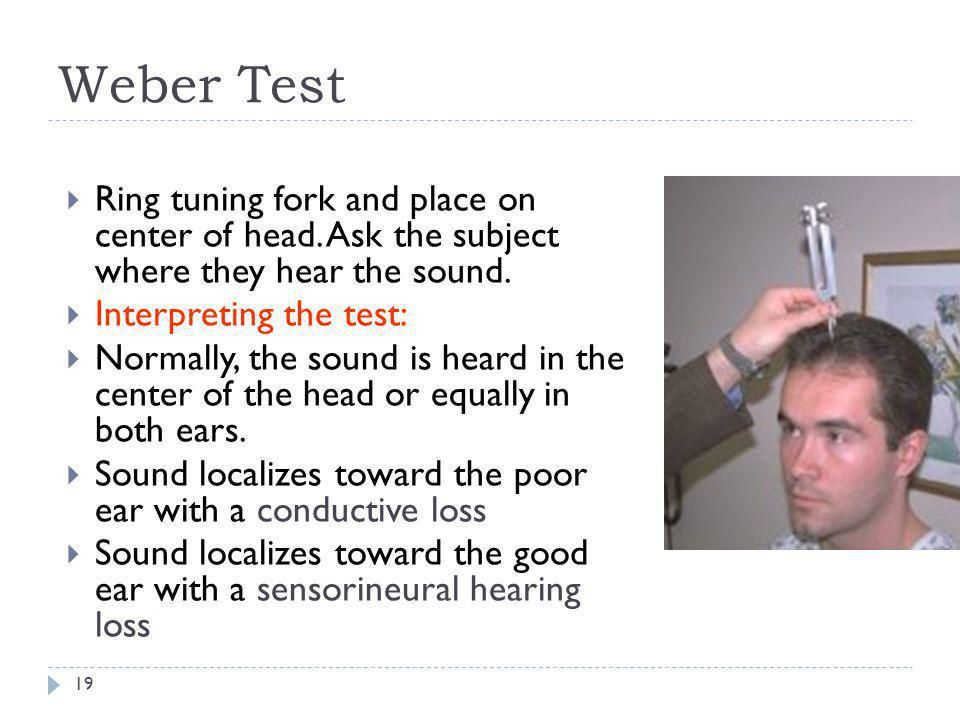 Weber Test
Ring tuning fork and place on
center of head. Ask the subject
where they hear the sound.
Interpreting the test:
Normally, the sound is heard in the
center of the head or equally in
both ears.
Sound localizes toward the poor
ear with a conductive loss
Sound localizes toward the good
ear with a sensorineural hearing
loss
19